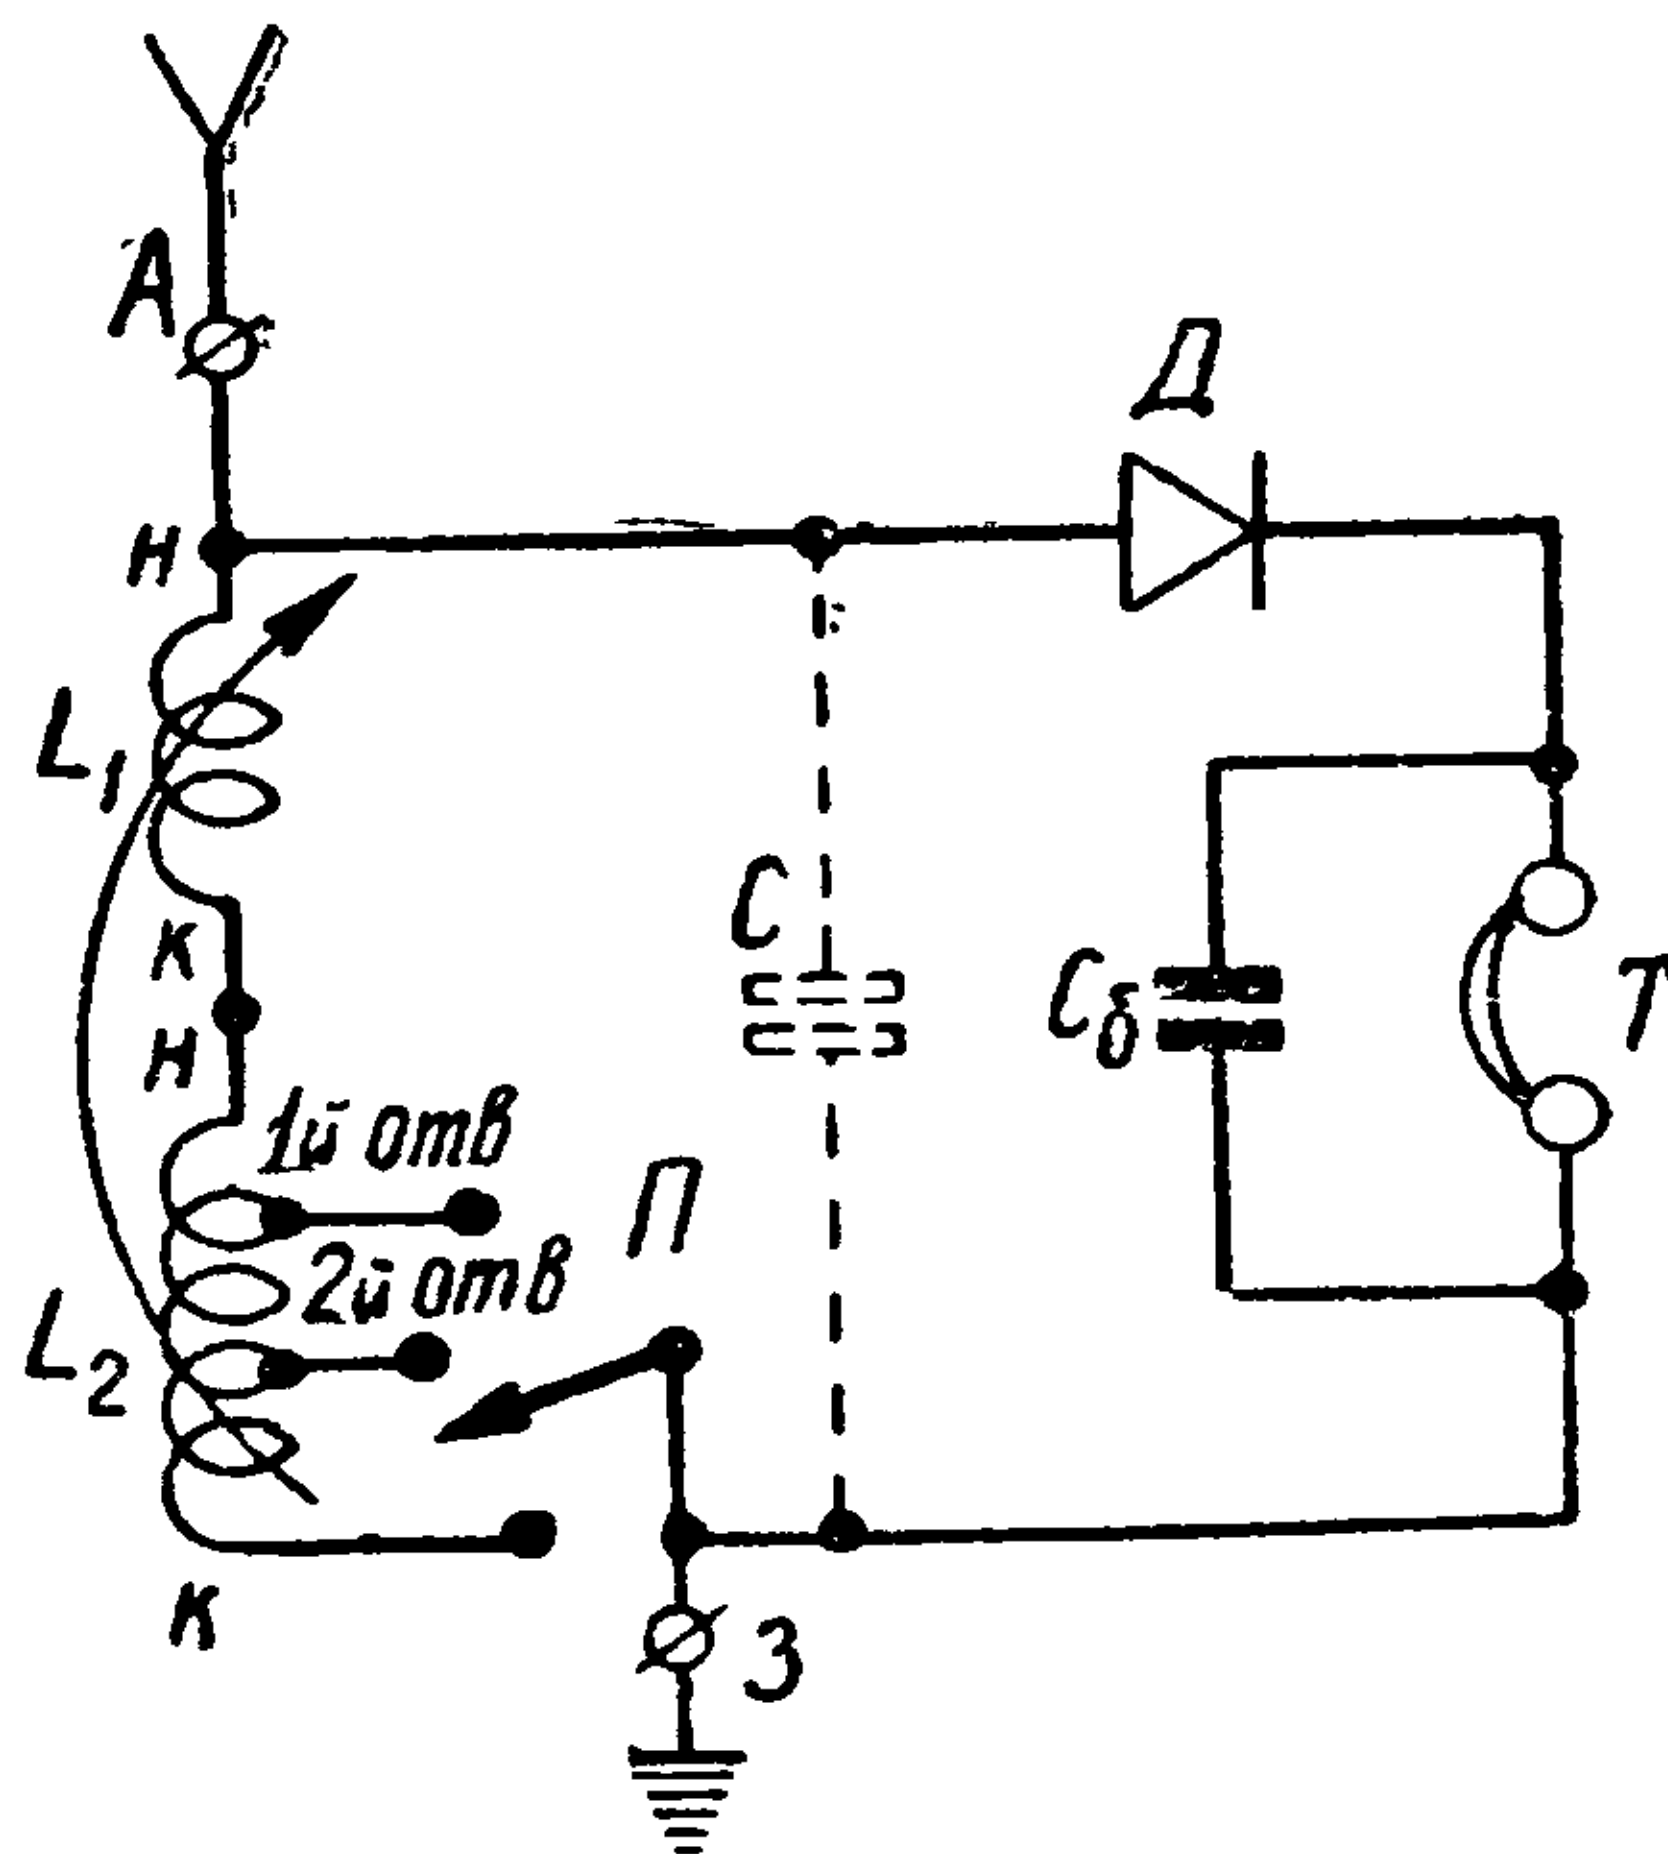 А
Д
Н
L1
С
К
Cб
Т
Н
1й отв
П
2й отв
L2
К
З